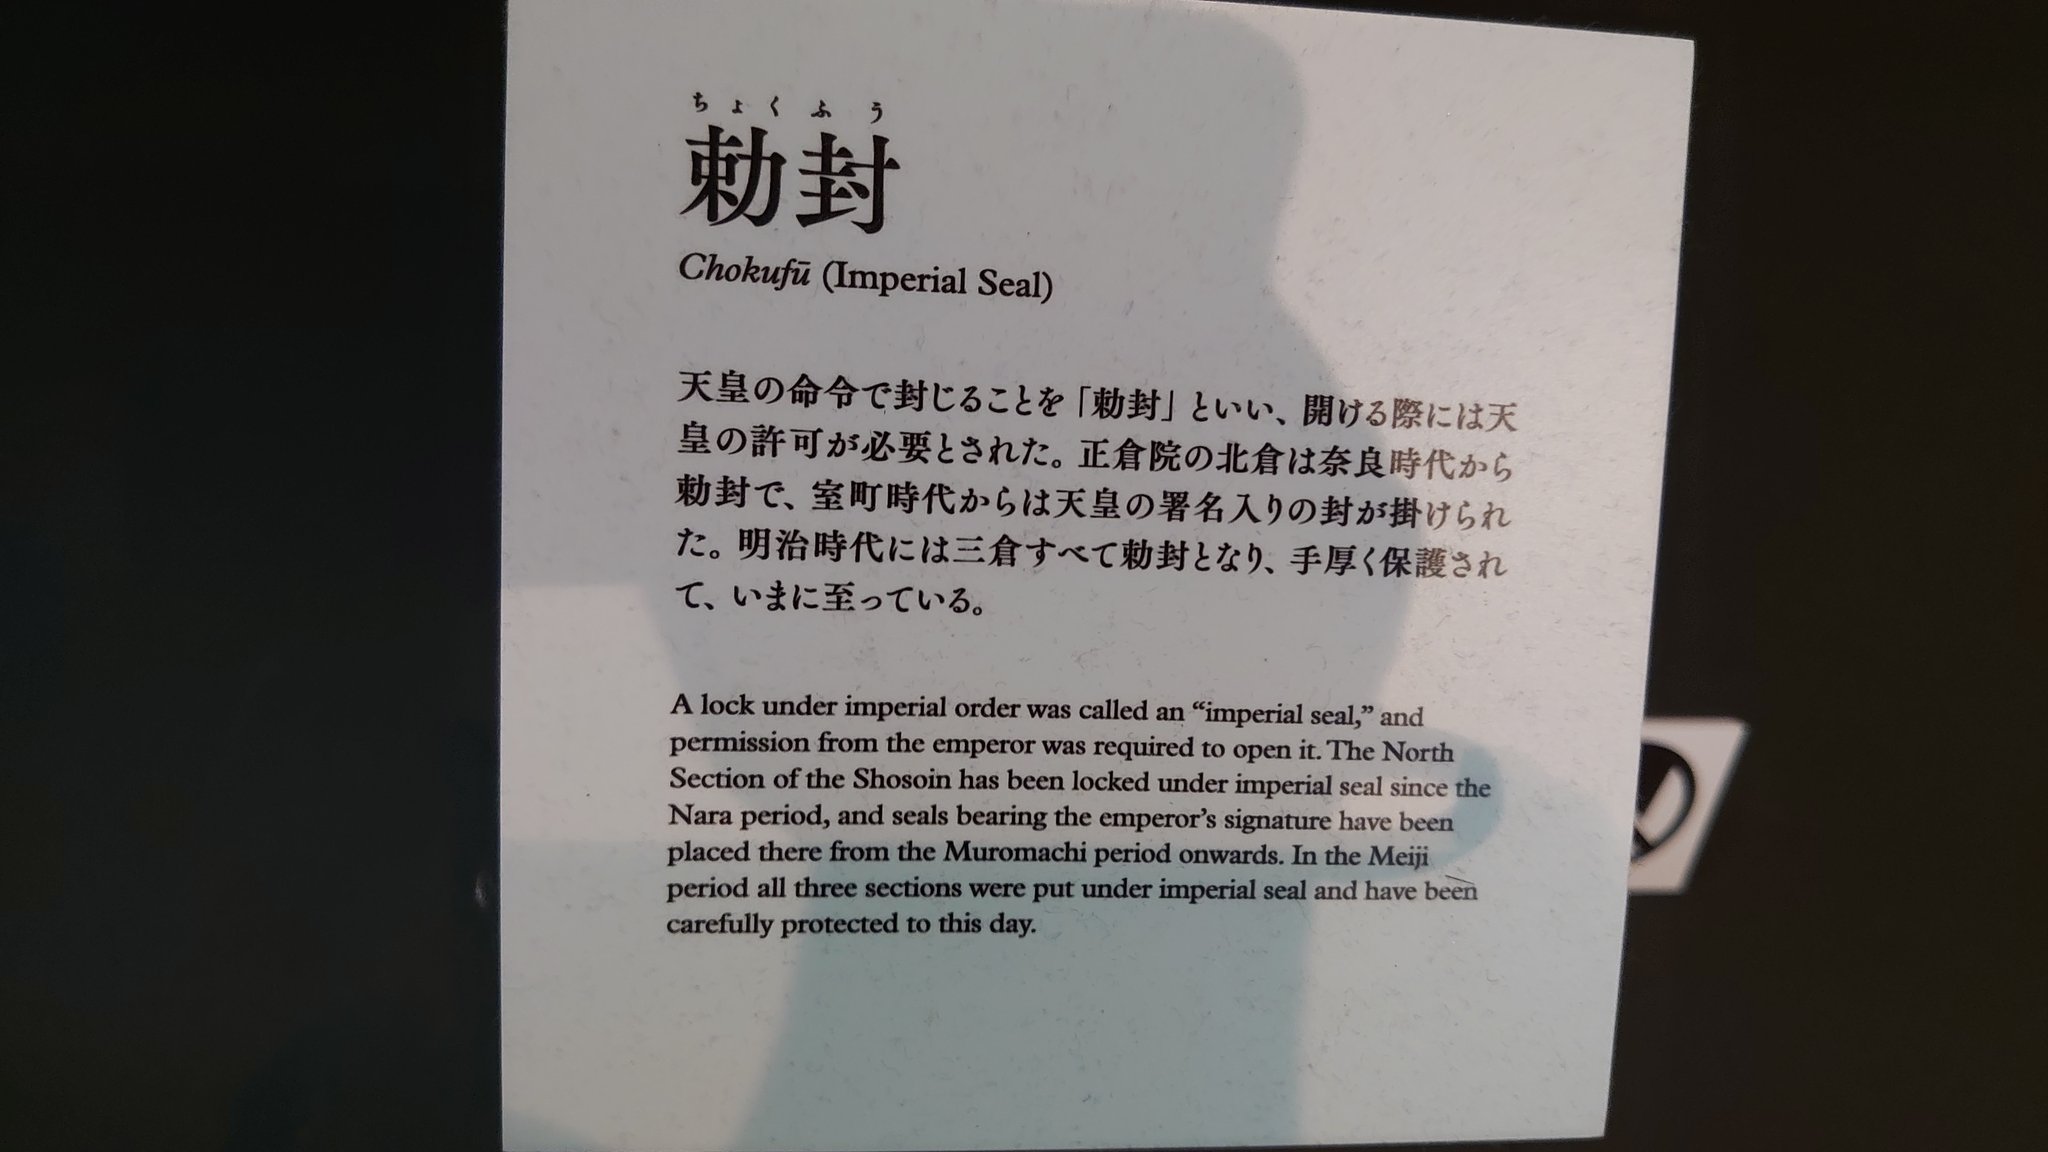 ちょくふう
勅封
Chokufū (Imperial Seal)
天皇の命令で封じることを「勅封」といい、開ける際には天
皇の許可が必要とされた。正倉院の北倉は奈良時代から
勅封で、室町時代からは天皇の署名入りの封が掛けられ
た。明治時代には三倉すべて勅封となり、手厚く保護され
て、いまに至っている。
A lock under imperial order was called an “imperial seal,” and
permission from the emperor was required to open it. The North
Section of the Shosoin has been locked under imperial seal since the
Nara period, and seals bearing the emperor’s signature have been
placed there from the Muromachi period onwards. In the Meiji
period all three sections were put under imperial seal and have been
carefully protected to this day.